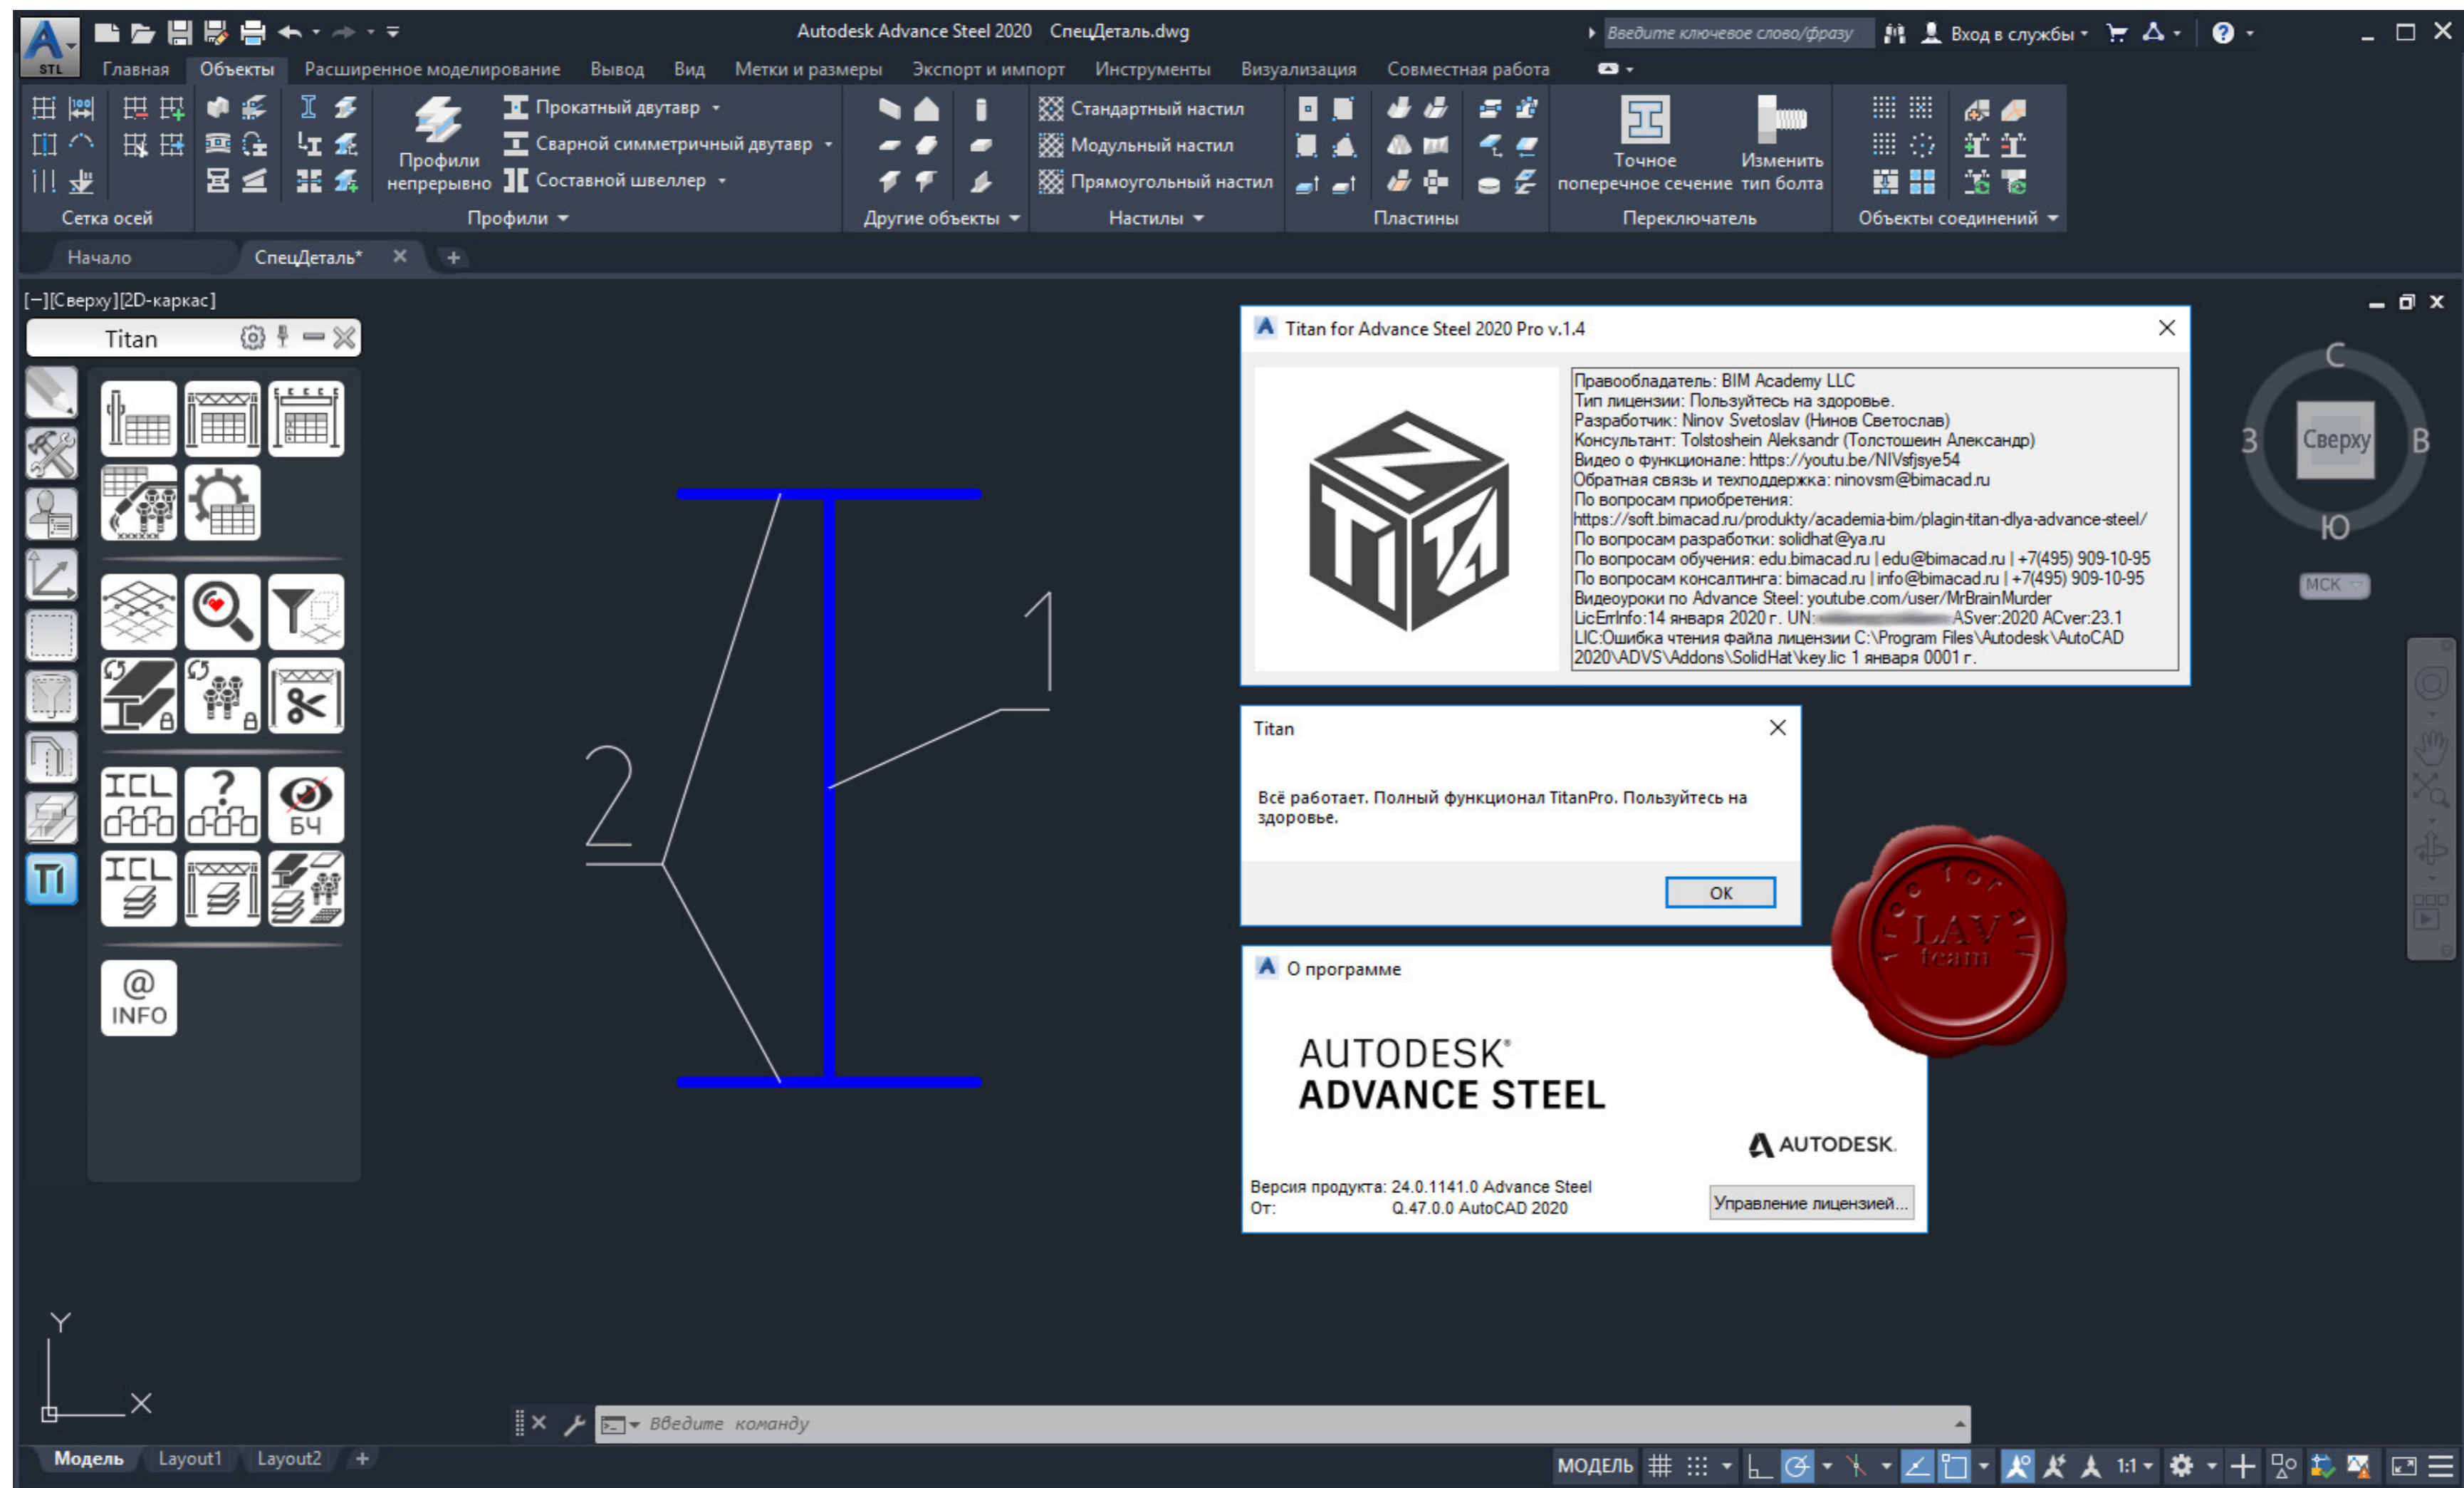 Autodesk Advance Steel 2020 СпецДеталь.dwg
Введите ключевое слово/фразу
Вход в службы
STL
Главная
Объекты
Расширенное моделирование
Вывод
Вид
Метки и размеры
Экспорт и импорт
Инструменты
Визуализация
Совместная работа
Профили
непрерывно
Прокатный двутавр
Сварной симметричный двутавр
Составной швеллер
Стандартный настил
Модульный настил
Прямоугольный настил
Точное
поперечное сечение
Изменить
тип болта
Сетка осей
Профили
Другие объекты
Настилы
Пластины
Переключатель
Объекты соединений
Начало
СпецДеталь*
[−][Сверху][2D-каркас]
Titan
ICL
?
БЧ
ICL
TI
@
INFO
1
2
Titan for Advance Steel 2020 Pro v.1.4
TITAN
Правообладатель: BIM Academy LLC
Тип лицензии: Пользуйтесь на здоровье.
Разработчик: Ninov Svetoslav (Нинов Светослав)
Консультант: Tolstoshein Aleksandr (Толстошеин Александр)
Видео о функционале: https://youtu.be/NIVsfjsye54
Обратная связь и техподдержка: ninovsm@bimacad.ru
По вопросам приобретения:
https://soft.bimacad.ru/produkty/academia-bim/plagin-titan-dlya-advance-steel/
По вопросам разработки: solidhat@ya.ru
По вопросам обучения: edu.bimacad.ru | edu@bimacad.ru | +7(495) 909-10-95
По вопросам консалтинга: bimacad.ru | info@bimacad.ru | +7(495) 909-10-95
Видеоуроки по Advance Steel: youtube.com/user/MrBrainMurder
LicErrInfo:14 января 2020 г. UN: ASver:2020 ACver:23.1
LIC:Ошибка чтения файла лицензии C:\Program Files\Autodesk\AutoCAD
2020\ADVS\Addons\SolidHat\key.lic 1 января 0001 г.
Titan
Всё работает. Полный функционал TitanPro. Пользуйтесь на
здоровье.
OK
О программе
AUTODESK®
ADVANCE STEEL
AUTODESK.
Версия продукта: 24.0.1141.0 Advance Steel
От: Q.47.0.0 AutoCAD 2020
Управление лицензией...
free for all
LAV
team
С
З
Сверху
В
Ю
МСК
Y
X
Введите команду
Модель
Layout1
Layout2
МОДЕЛЬ
1:1